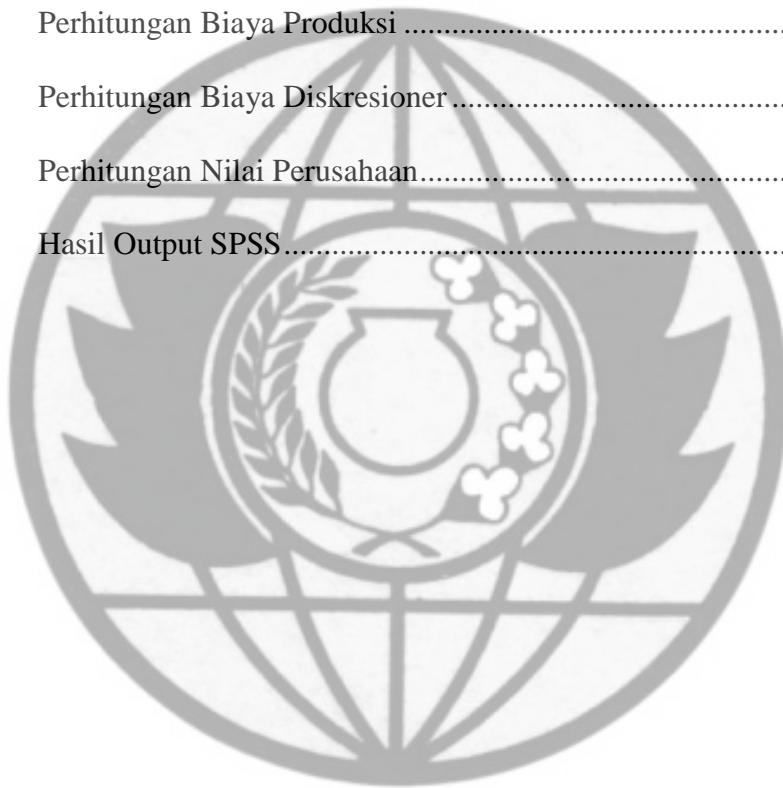 Perhitungan Biaya Produksi ..............................................
Perhitungan Biaya Diskresioner ........................................
Perhitungan Nilai Perusahaan............................................
Hasil Output SPSS............................................................